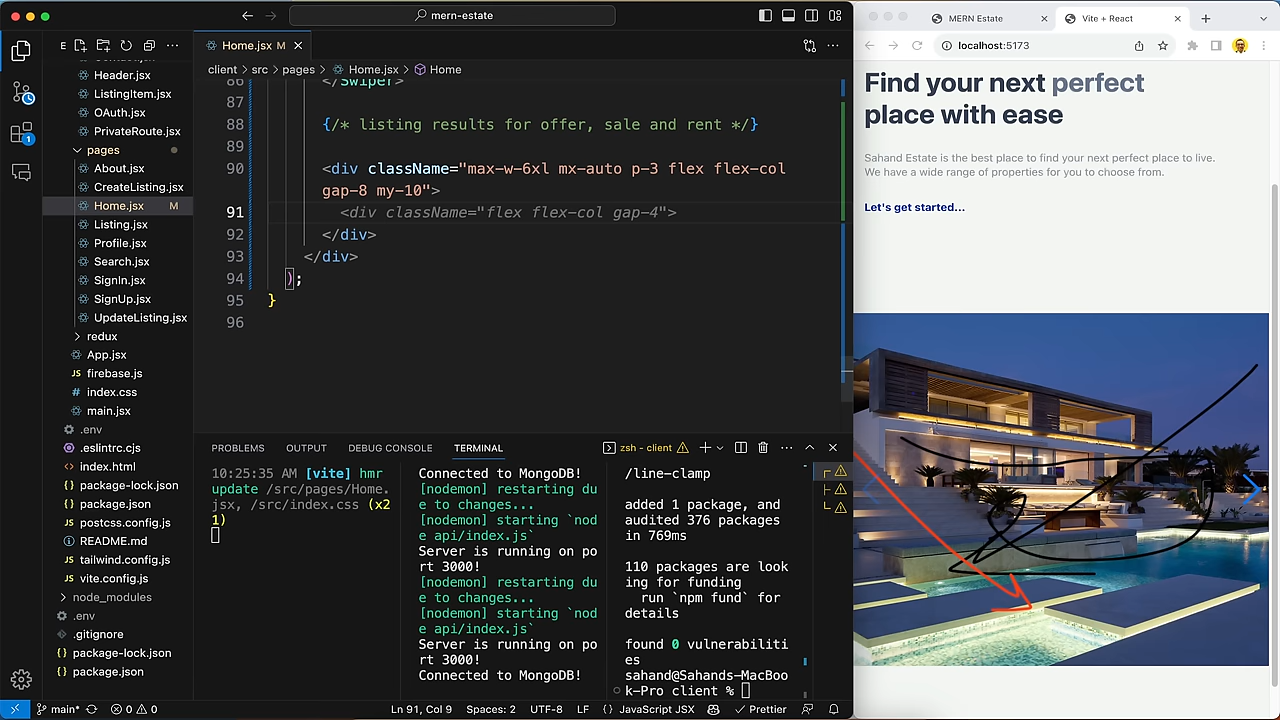 mern-estate
E
Header.jsx
ListingItem.jsx
OAuth.jsx
PrivateRoute.jsx
pages
About.jsx
CreateListing.jsx
Home.jsx M
Listing.jsx
Profile.jsx
Search.jsx
SignIn.jsx
SignUp.jsx
UpdateListing.jsx
redux
App.jsx
JS firebase.js
# index.css
main.jsx
.env
.eslintrc.cjs
<> index.html
{} package-lock.json
{} package.json
JS postcss.config.js
README.md
JS tailwind.config.js
JS vite.config.js
node_modules
.env
.gitignore
{} package-lock.json
{} package.json
1
Home.jsx M
client > src > pages > Home.jsx > Home
86 </Swiper>
87
88 {/* listing results for offer, sale and rent */}
89
90 <div className="max-w-6xl mx-auto p-3 flex flex-col
gap-8 my-10">
91 <div className="flex flex-col gap-4">
92 </div>
93 </div>
94 );
95 }
96
PROBLEMS OUTPUT DEBUG CONSOLE TERMINAL
zsh - client
10:25:35 AM [vite] hmr
update /src/pages/Home.
jsx, /src/index.css (x2
1)
Connected to MongoDB!
[nodemon] restarting du
e to changes...
[nodemon] starting `nod
e api/index.js`
Server is running on po
rt 3000!
[nodemon] restarting du
e to changes...
[nodemon] starting `nod
e api/index.js`
Server is running on po
rt 3000!
Connected to MongoDB!
/line-clamp
added 1 package, and
audited 376 packages
in 769ms
110 packages are look
ing for funding
run `npm fund` for
details
found 0 vulnerabiliti
es
sahand@Sahands-MacBoo
k-Pro client %
main* 0 0 Ln 91, Col 9 Spaces: 2 UTF-8 LF {} JavaScript JSX Prettier
MERN Estate
Vite + React
localhost:5173
Find your next perfect
place with ease
Sahand Estate is the best place to find your next perfect place to live.
We have a wide range of properties for you to choose from.
Let's get started...